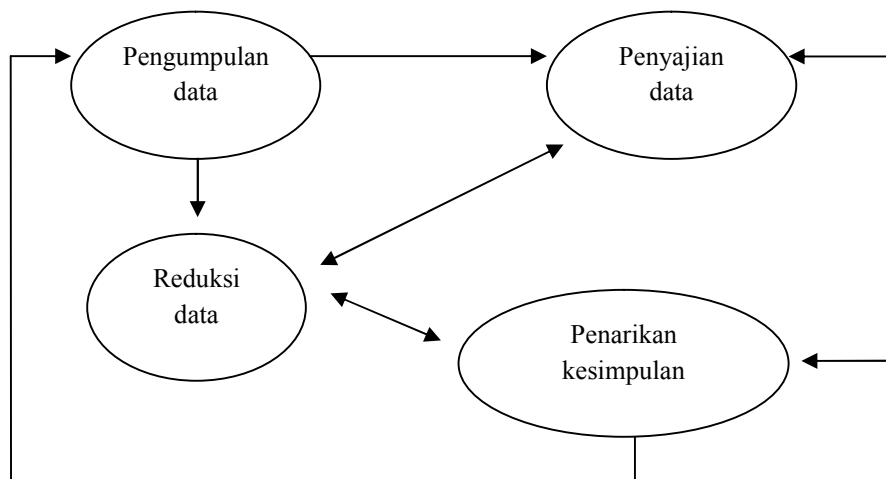 Pengumpulan
data
Penyajian
data
Reduksi
data
Penarikan
kesimpulan